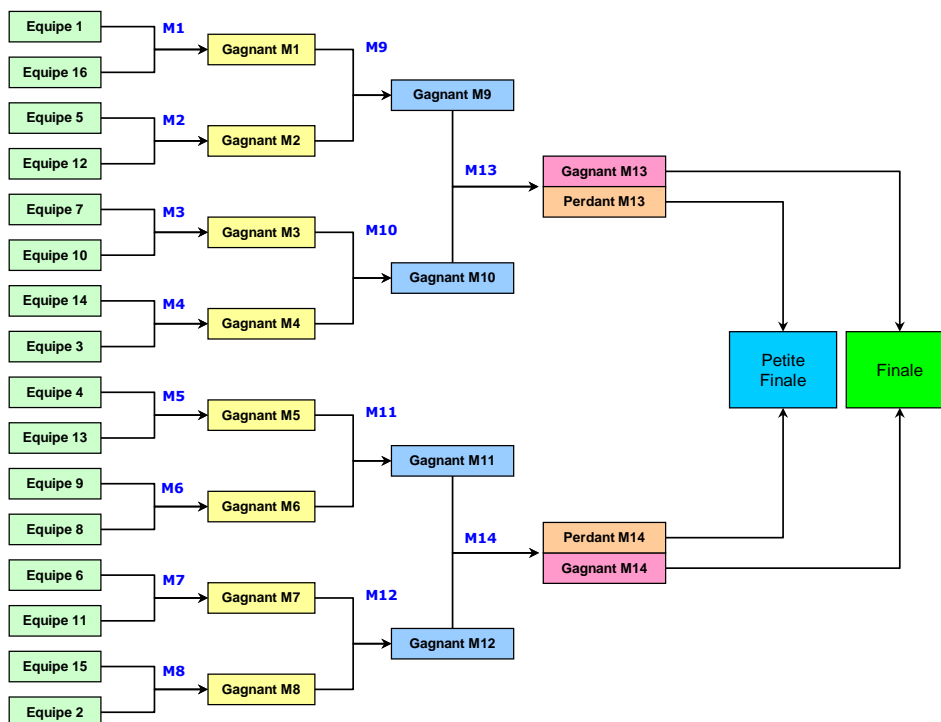 Equipe 1
M1
Gagnant M1
M9
Equipe 16
Gagnant M9
Equipe 5
M2
Gagnant M2
Equipe 12
M13
Gagnant M13
Perdant M13
Equipe 7
M3
Gagnant M3
M10
Equipe 10
Gagnant M10
Equipe 14
M4
Gagnant M4
Equipe 3
Petite
Finale
Finale
Equipe 4
M5
Gagnant M5
M11
Equipe 13
Gagnant M11
Equipe 9
M6
Gagnant M6
Equipe 8
M14
Perdant M14
Gagnant M14
Equipe 6
M7
Gagnant M7
M12
Equipe 11
Gagnant M12
Equipe 15
M8
Gagnant M8
Equipe 2